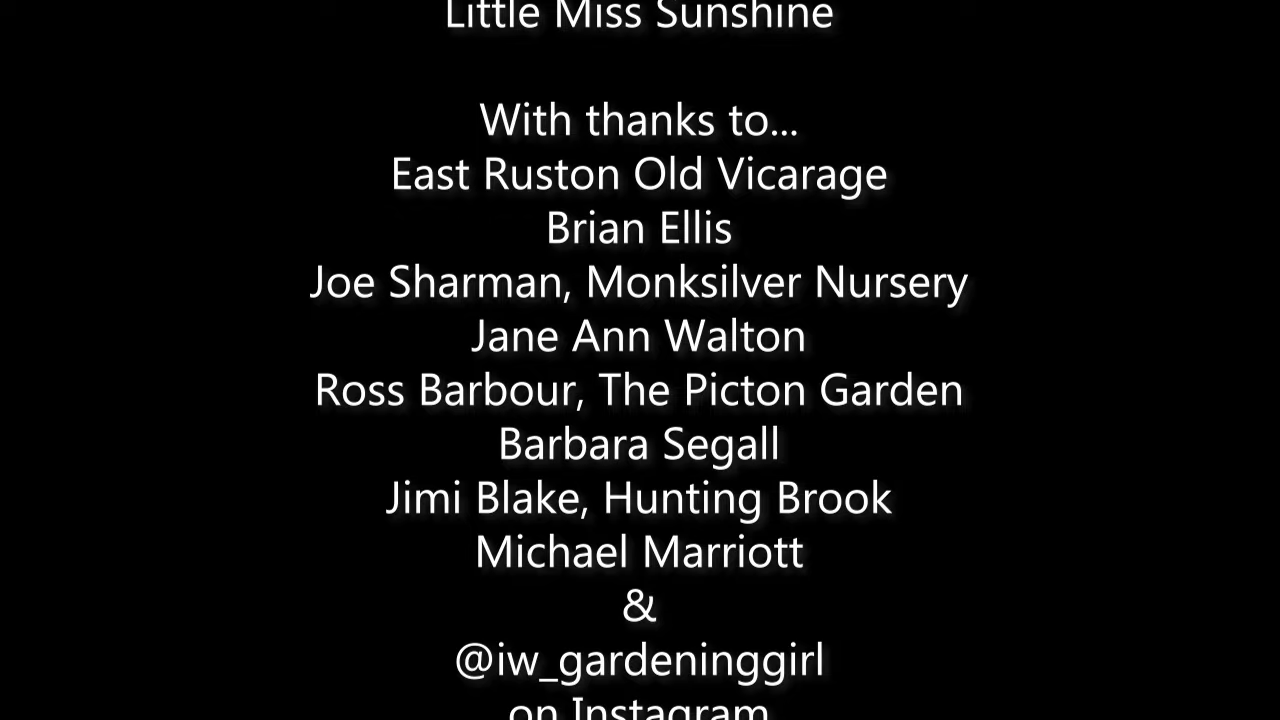 Little Miss Sunshine
With thanks to...
East Ruston Old Vicarage
Brian Ellis
Joe Sharman, Monksilver Nursery
Jane Ann Walton
Ross Barbour, The Picton Garden
Barbara Segall
Jimi Blake, Hunting Brook
Michael Marriott
&
@iw_gardeninggirl
on Instagram